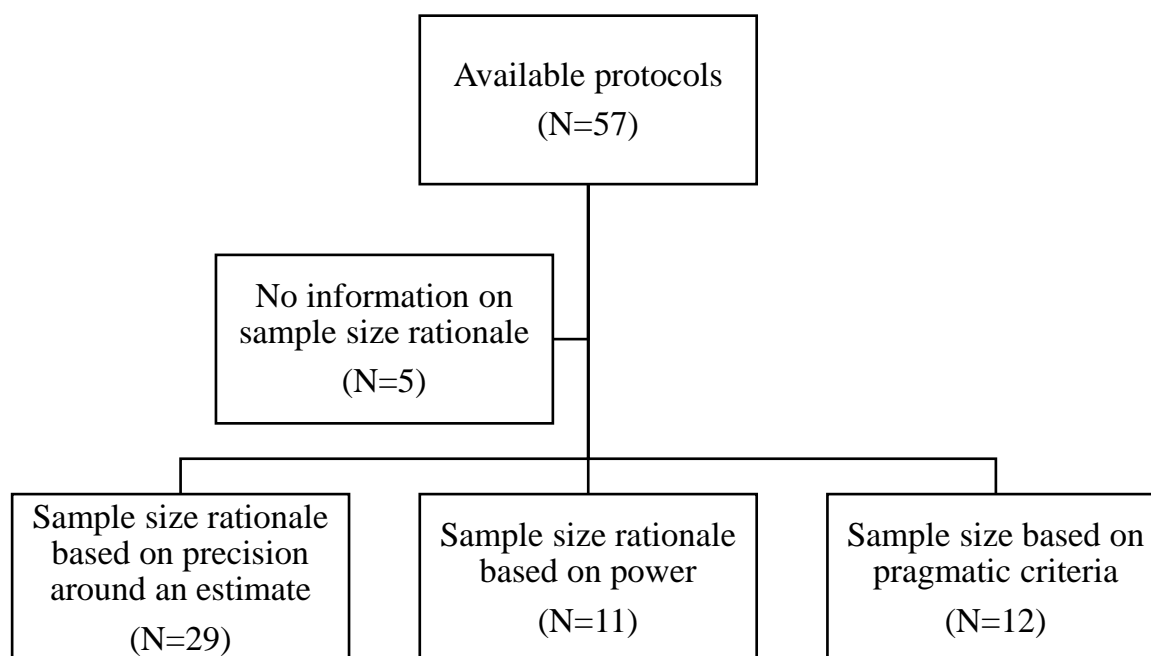 Available protocols
(N=57)
No information on
sample size rationale
(N=5)
Sample size rationale
based on precision
around an estimate
(N=29)
Sample size rationale
based on power
(N=11)
Sample size based on
pragmatic criteria
(N=12)